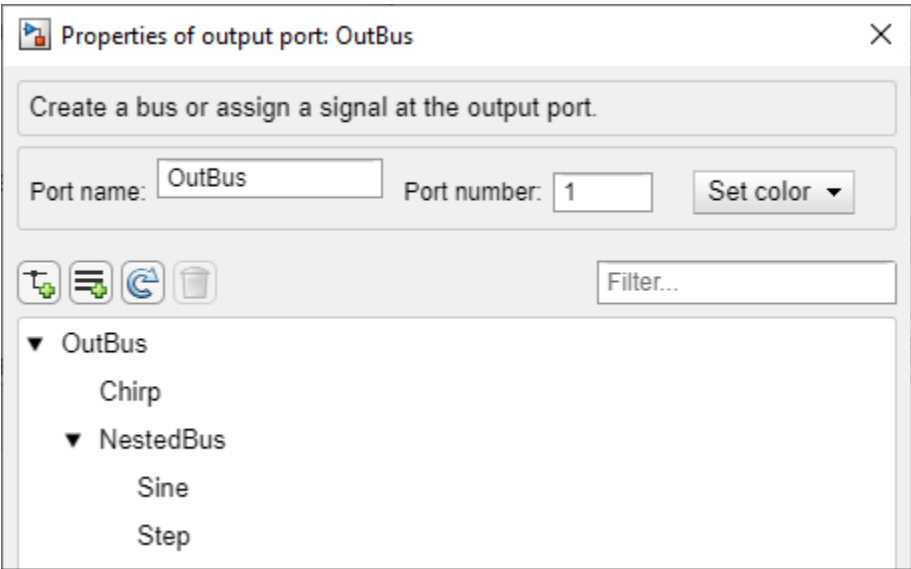 Properties of output port: OutBus
Create a bus or assign a signal at the output port.
Port name: OutBus Port number: 1 Set color
Filter...
OutBus
Chirp
NestedBus
Sine
Step